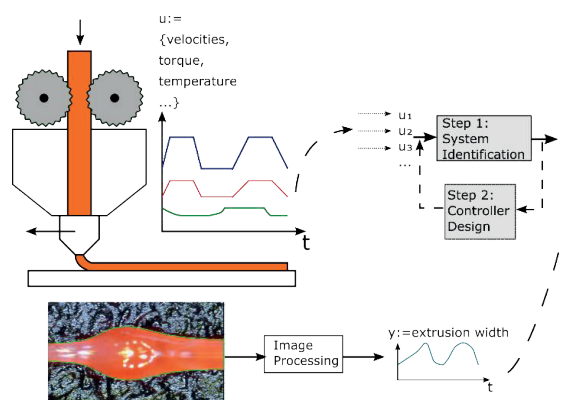 u:=
{velocities,
torque,
temperature
...}
t
u₁
u₂
u₃
...
Step 1:
System
Identification
Step 2:
Controller
Design
Image
Processing
y:=extrusion width
t